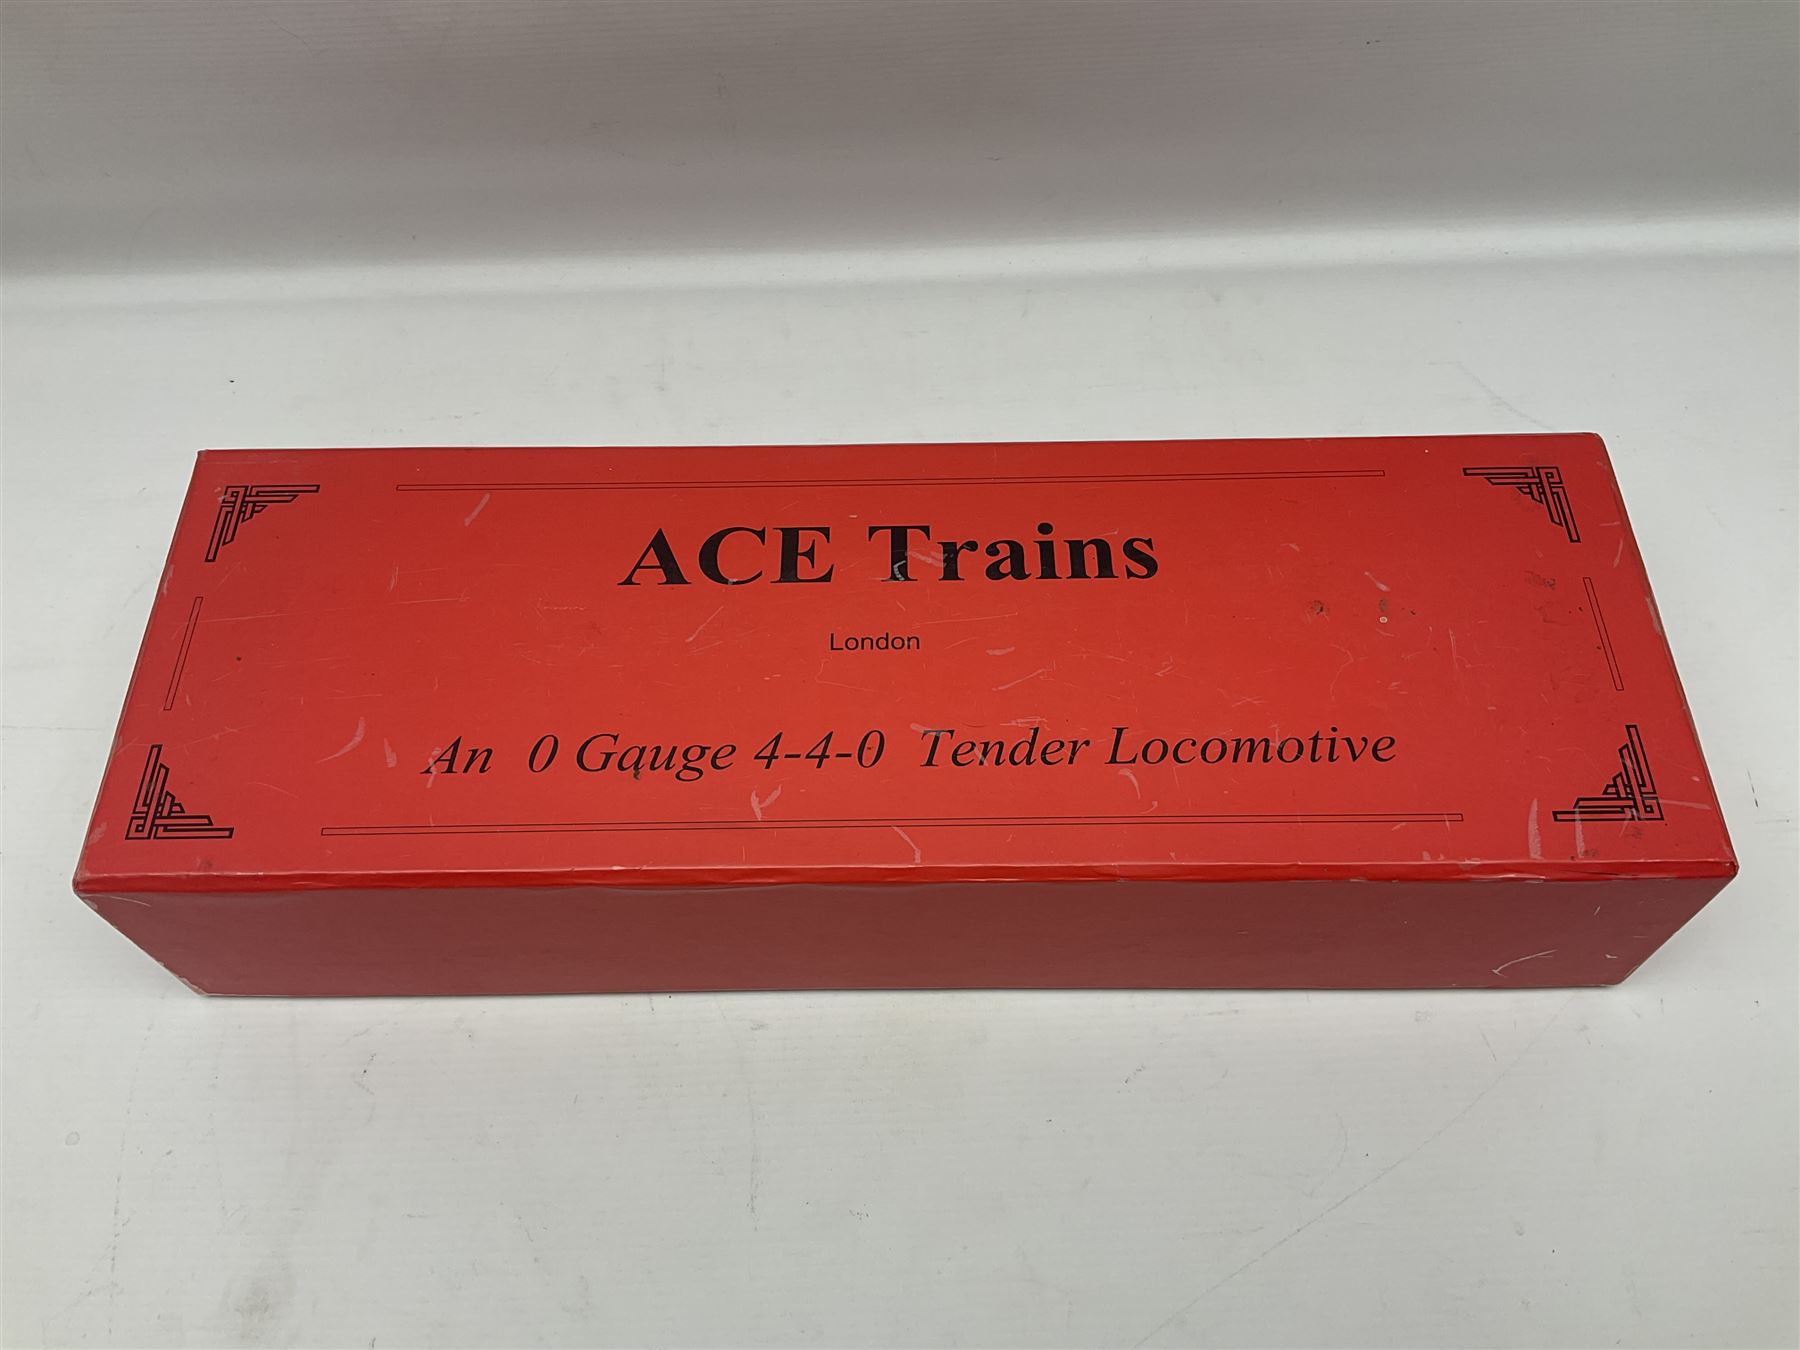 ACE Trains
London
An 0 Gauge 4-4-0 Tender Locomotive